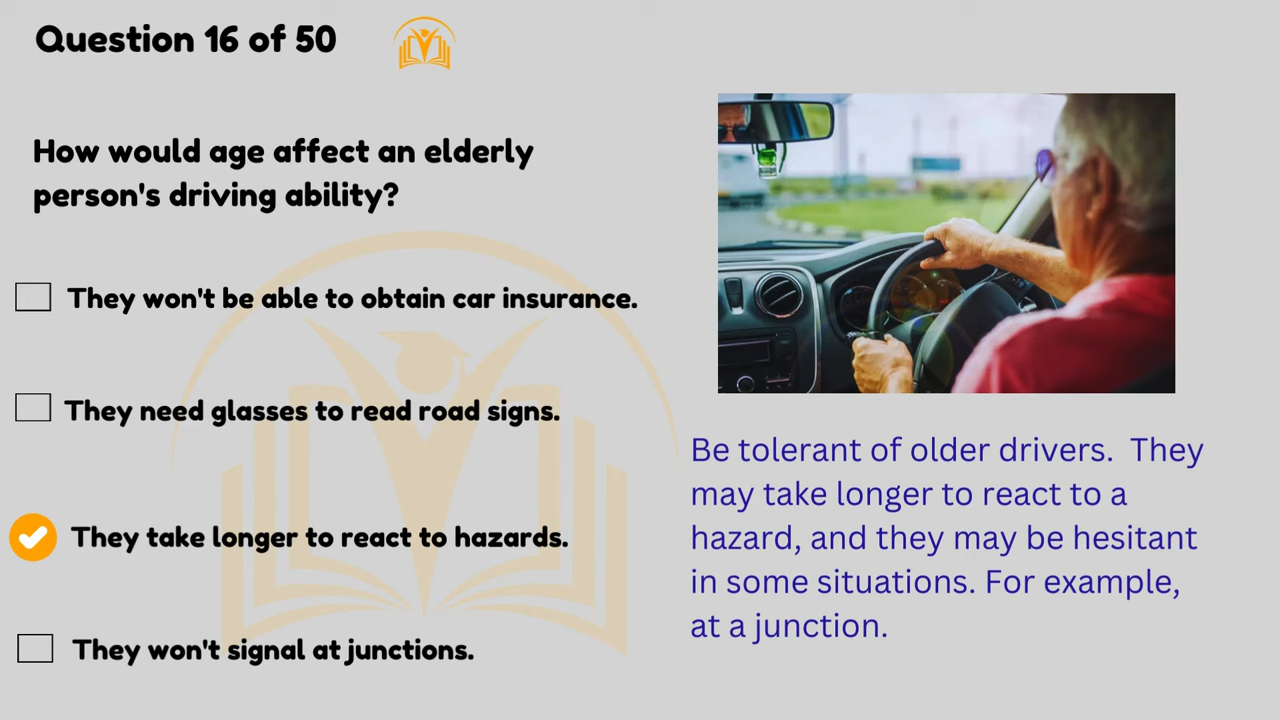 Question 16 of 50
How would age affect an elderly
person's driving ability?
They won't be able to obtain car insurance.
They need glasses to read road signs.
They take longer to react to hazards.
They won't signal at junctions.
Be tolerant of older drivers.  They
may take longer to react to a
hazard, and they may be hesitant
in some situations. For example,
at a junction.